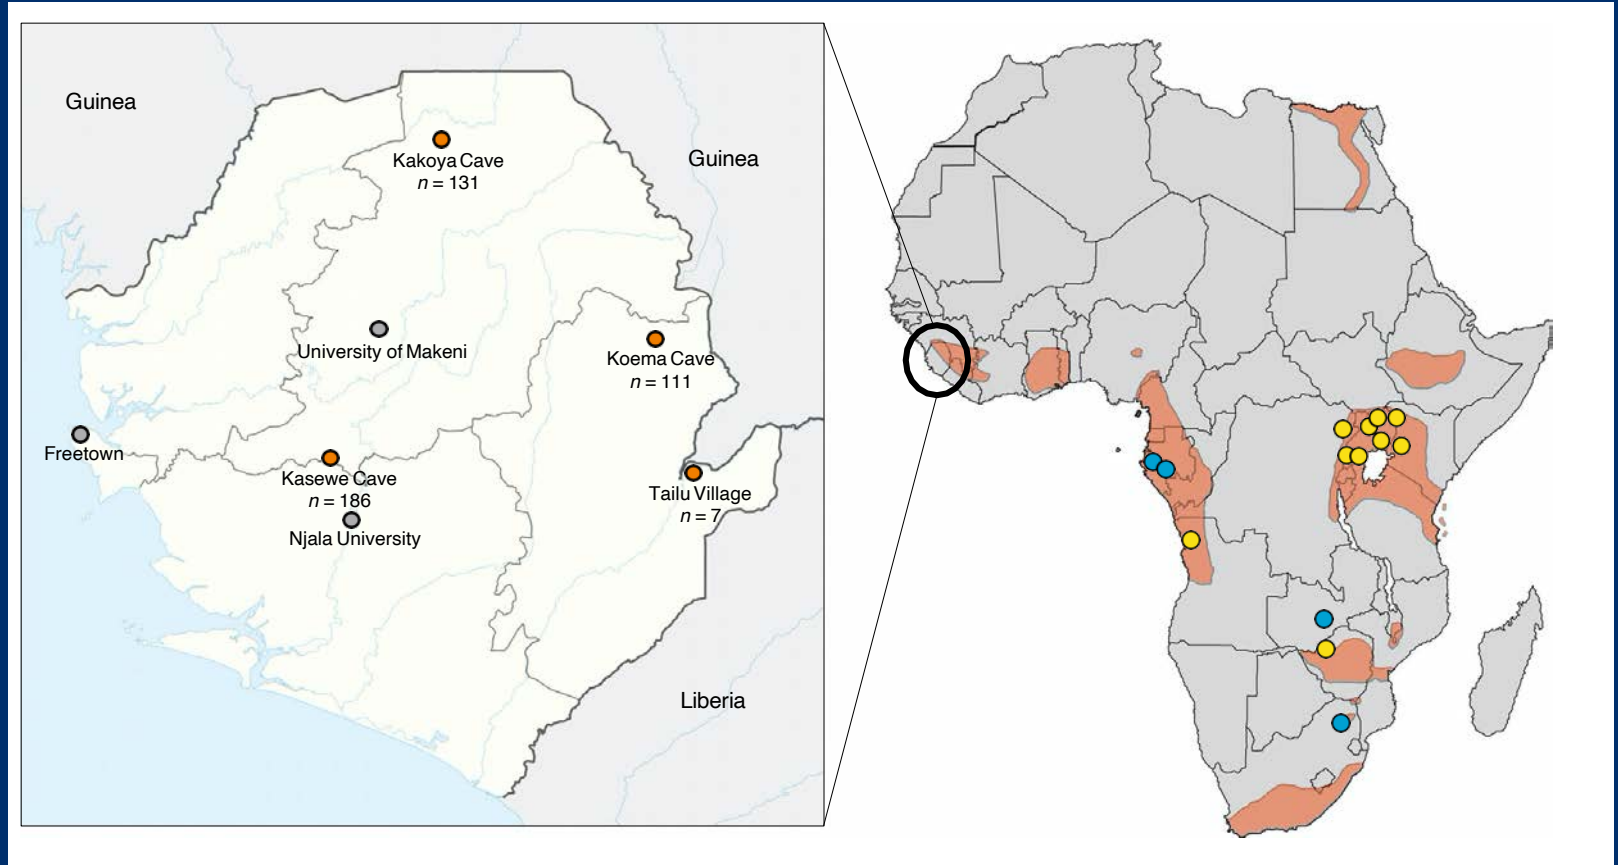 Guinea
Kakoya Cave
n = 131
Guinea
University of Makeni
Koema Cave
n = 111
Freetown
Kasewe Cave
n = 186
Tailu Village
n = 7
Njala University
Liberia